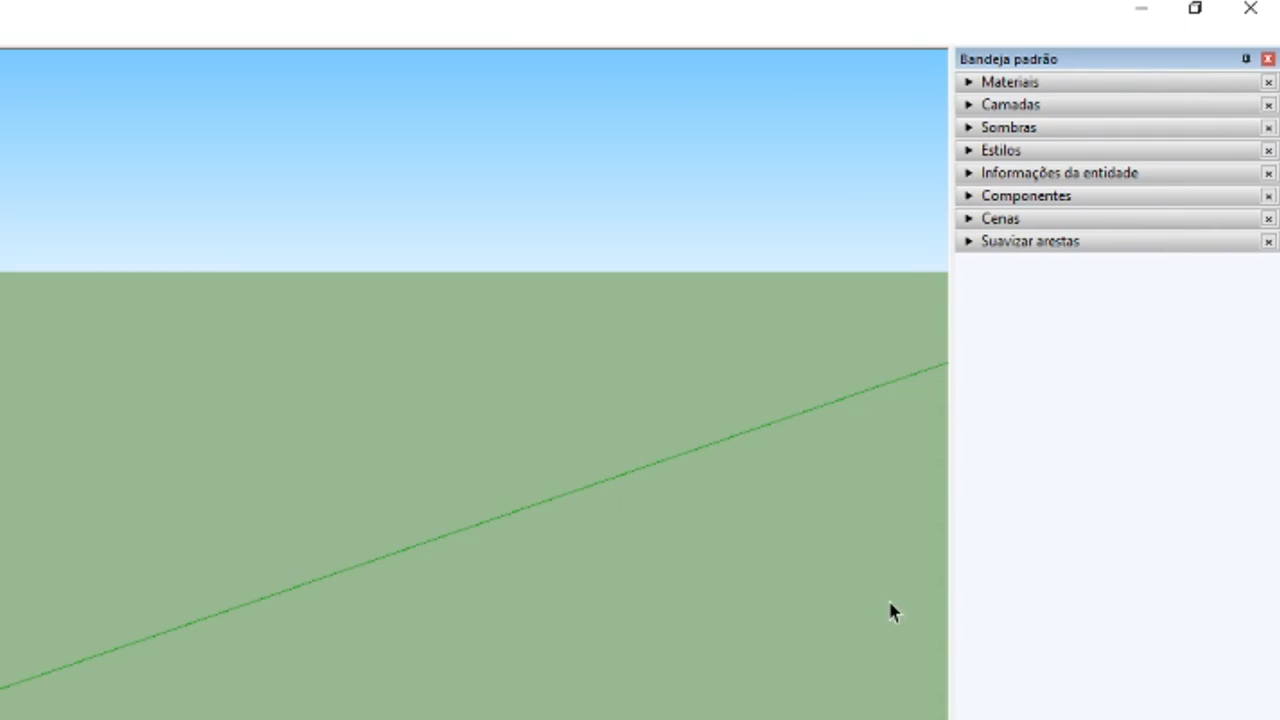 Bandeja padrão
Materiais
Camadas
Sombras
Estilos
Informações da entidade
Componentes
Cenas
Suavizar arestas